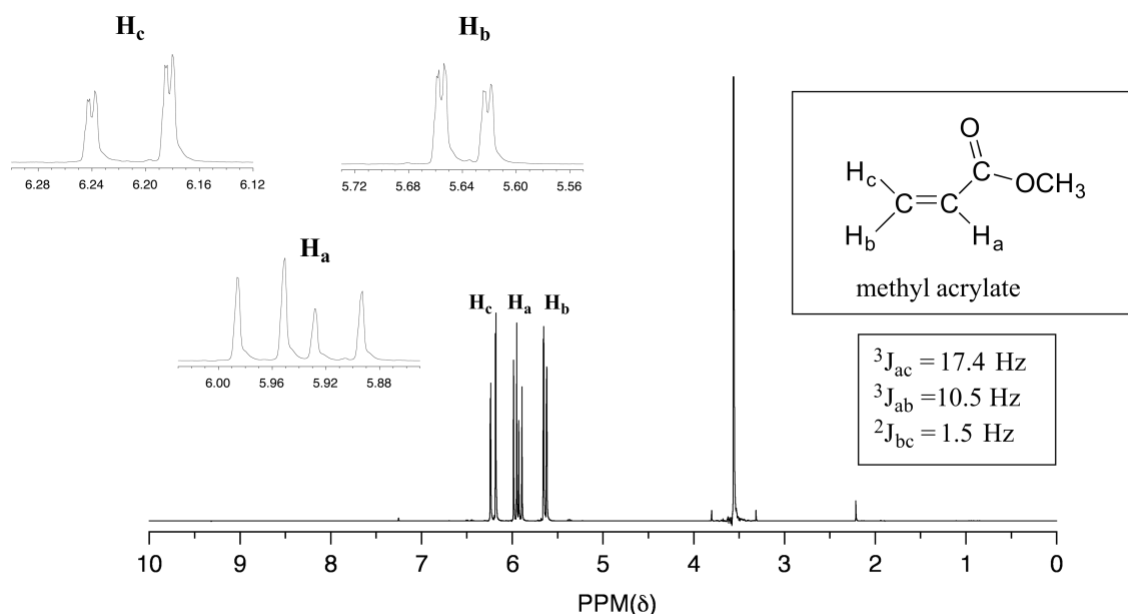 Hc
6.28 6.24 6.20 6.16 6.12
Hb
5.72 5.68 5.64 5.60 5.56
Ha
6.00 5.96 5.92 5.88
Hc Ha Hb
O
Hc C OCH3
C=C
Hb Ha
methyl acrylate
³Jac = 17.4 Hz
³Jab =10.5 Hz
²Jbc = 1.5 Hz
10 9 8 7 6 5 4 3 2 1 0
PPM(δ)